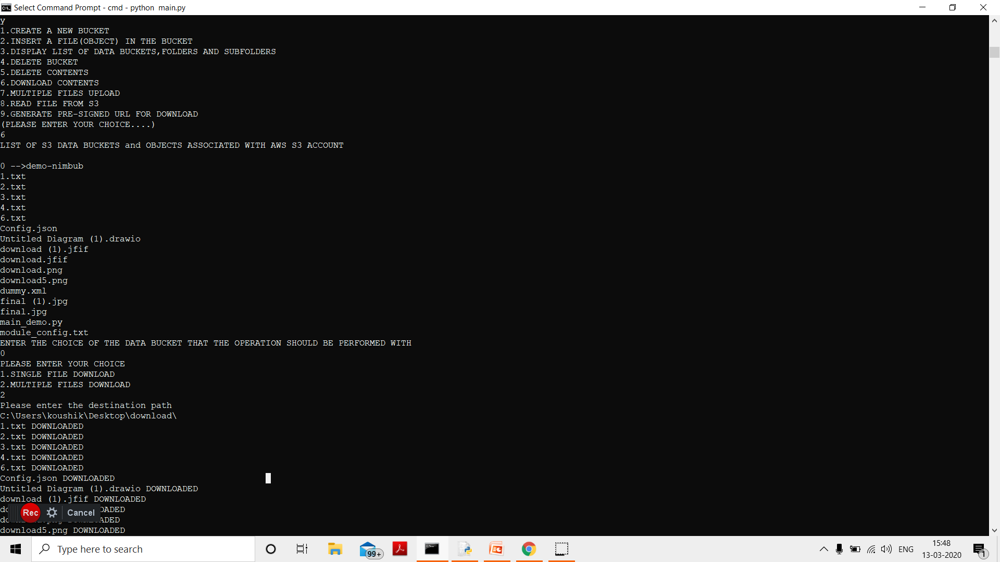 Select Command Prompt - cmd - python  main.py
y
1.CREATE A NEW BUCKET
2.INSERT A FILE(OBJECT) IN THE BUCKET
3.DISPLAY LIST OF DATA BUCKETS,FOLDERS AND SUBFOLDERS
4.DELETE BUCKET
5.DELETE CONTENTS
6.DOWNLOAD CONTENTS
7.MULTIPLE FILES UPLOAD
8.READ FILE FROM S3
9.GENERATE PRE-SIGNED URL FOR DOWNLOAD
(PLEASE ENTER YOUR CHOICE....)
6
LIST OF S3 DATA BUCKETS and OBJECTS ASSOCIATED WITH AWS S3 ACCOUNT
0 -->demo-nimbub
1.txt
2.txt
3.txt
4.txt
6.txt
Config.json
Untitled Diagram (1).drawio
download (1).jfif
download.jfif
download.png
download5.png
dummy.xml
final (1).jpg
final.jpg
main_demo.py
module_config.txt
ENTER THE CHOICE OF THE DATA BUCKET THAT THE OPERATION SHOULD BE PERFORMED WITH
0
PLEASE ENTER YOUR CHOICE
1.SINGLE FILE DOWNLOAD
2.MULTIPLE FILES DOWNLOAD
2
Please enter the destination path
C:\Users\koushik\Desktop\download\
1.txt DOWNLOADED
2.txt DOWNLOADED
3.txt DOWNLOADED
4.txt DOWNLOADED
6.txt DOWNLOADED
Config.json DOWNLOADED
Untitled Diagram (1).drawio DOWNLOADED
download (1).jfif DOWNLOADED
Rec Cancel
download5.png DOWNLOADED
Type here to search
99+
ENG
15:48
13-03-2020
1